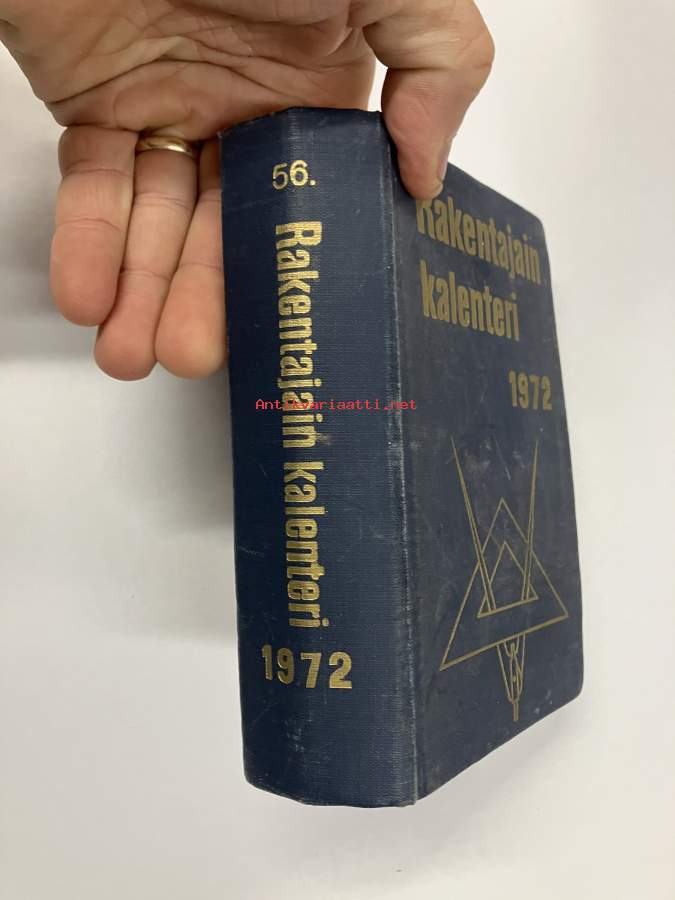 56.
Rakentajain kalenteri
1972
Rakentajain
kalenteri
1972
Antikvariaatti.net